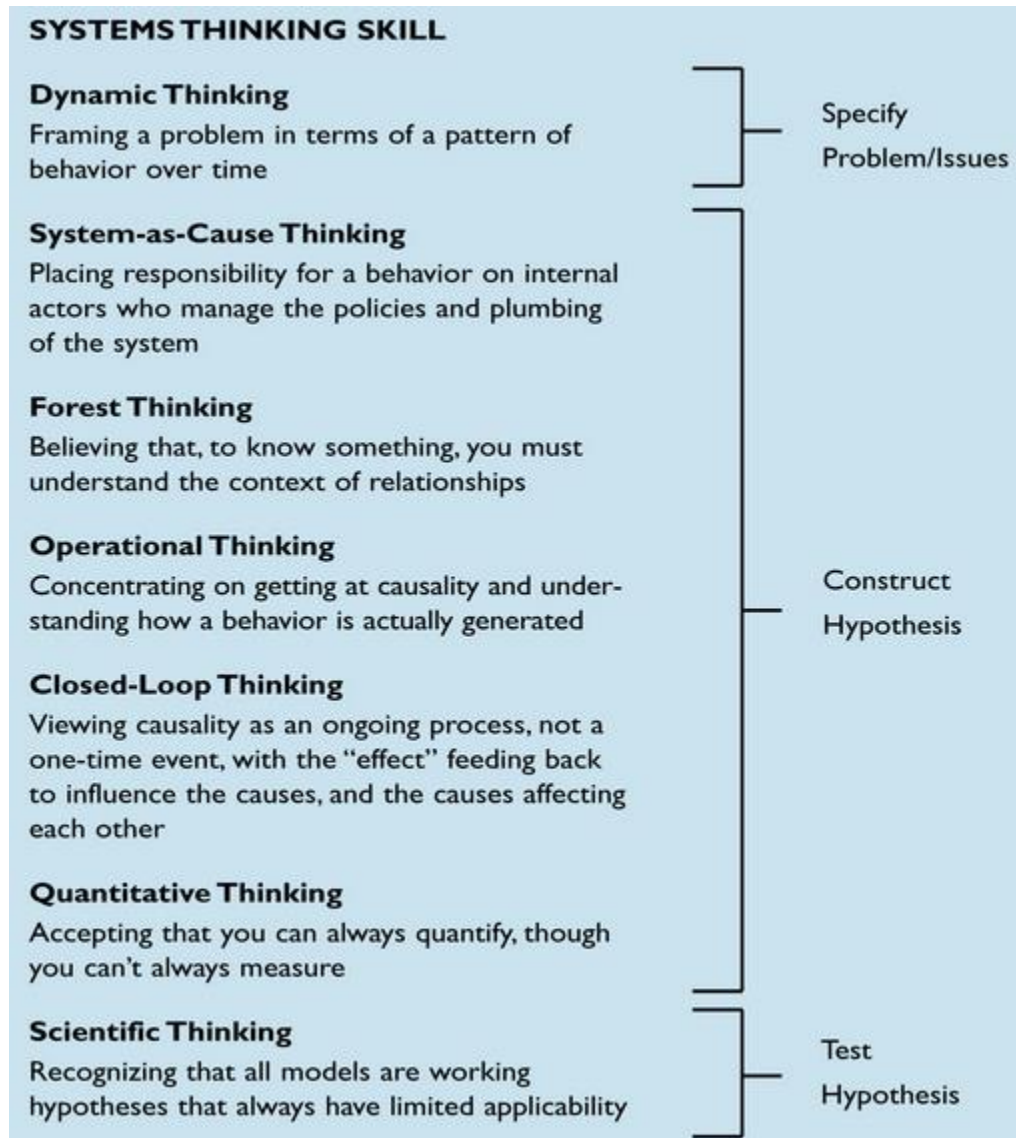 SYSTEMS THINKING SKILL
Dynamic Thinking
Framing a problem in terms of a pattern of
behavior over time
Specify
Problem/Issues
System-as-Cause Thinking
Placing responsibility for a behavior on internal
actors who manage the policies and plumbing
of the system
Forest Thinking
Believing that, to know something, you must
understand the context of relationships
Operational Thinking
Concentrating on getting at causality and under-
standing how a behavior is actually generated
Closed-Loop Thinking
Viewing causality as an ongoing process, not a
one-time event, with the “effect” feeding back
to influence the causes, and the causes affecting
each other
Quantitative Thinking
Accepting that you can always quantify, though
you can’t always measure
Construct
Hypothesis
Scientific Thinking
Recognizing that all models are working
hypotheses that always have limited applicability
Test
Hypothesis